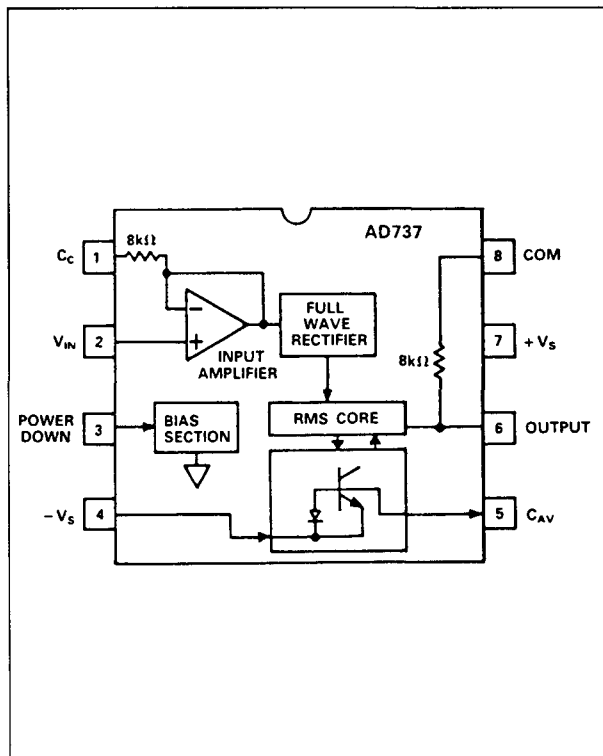 AD737
8kΩ
C_C 1
8 COM
FULL
WAVE
RECTIFIER
V_IN 2
INPUT
AMPLIFIER
7 +V_S
8kΩ
POWER
DOWN
3
BIAS
SECTION
RMS CORE
6 OUTPUT
-V_S 4
5 C_AV
−
+